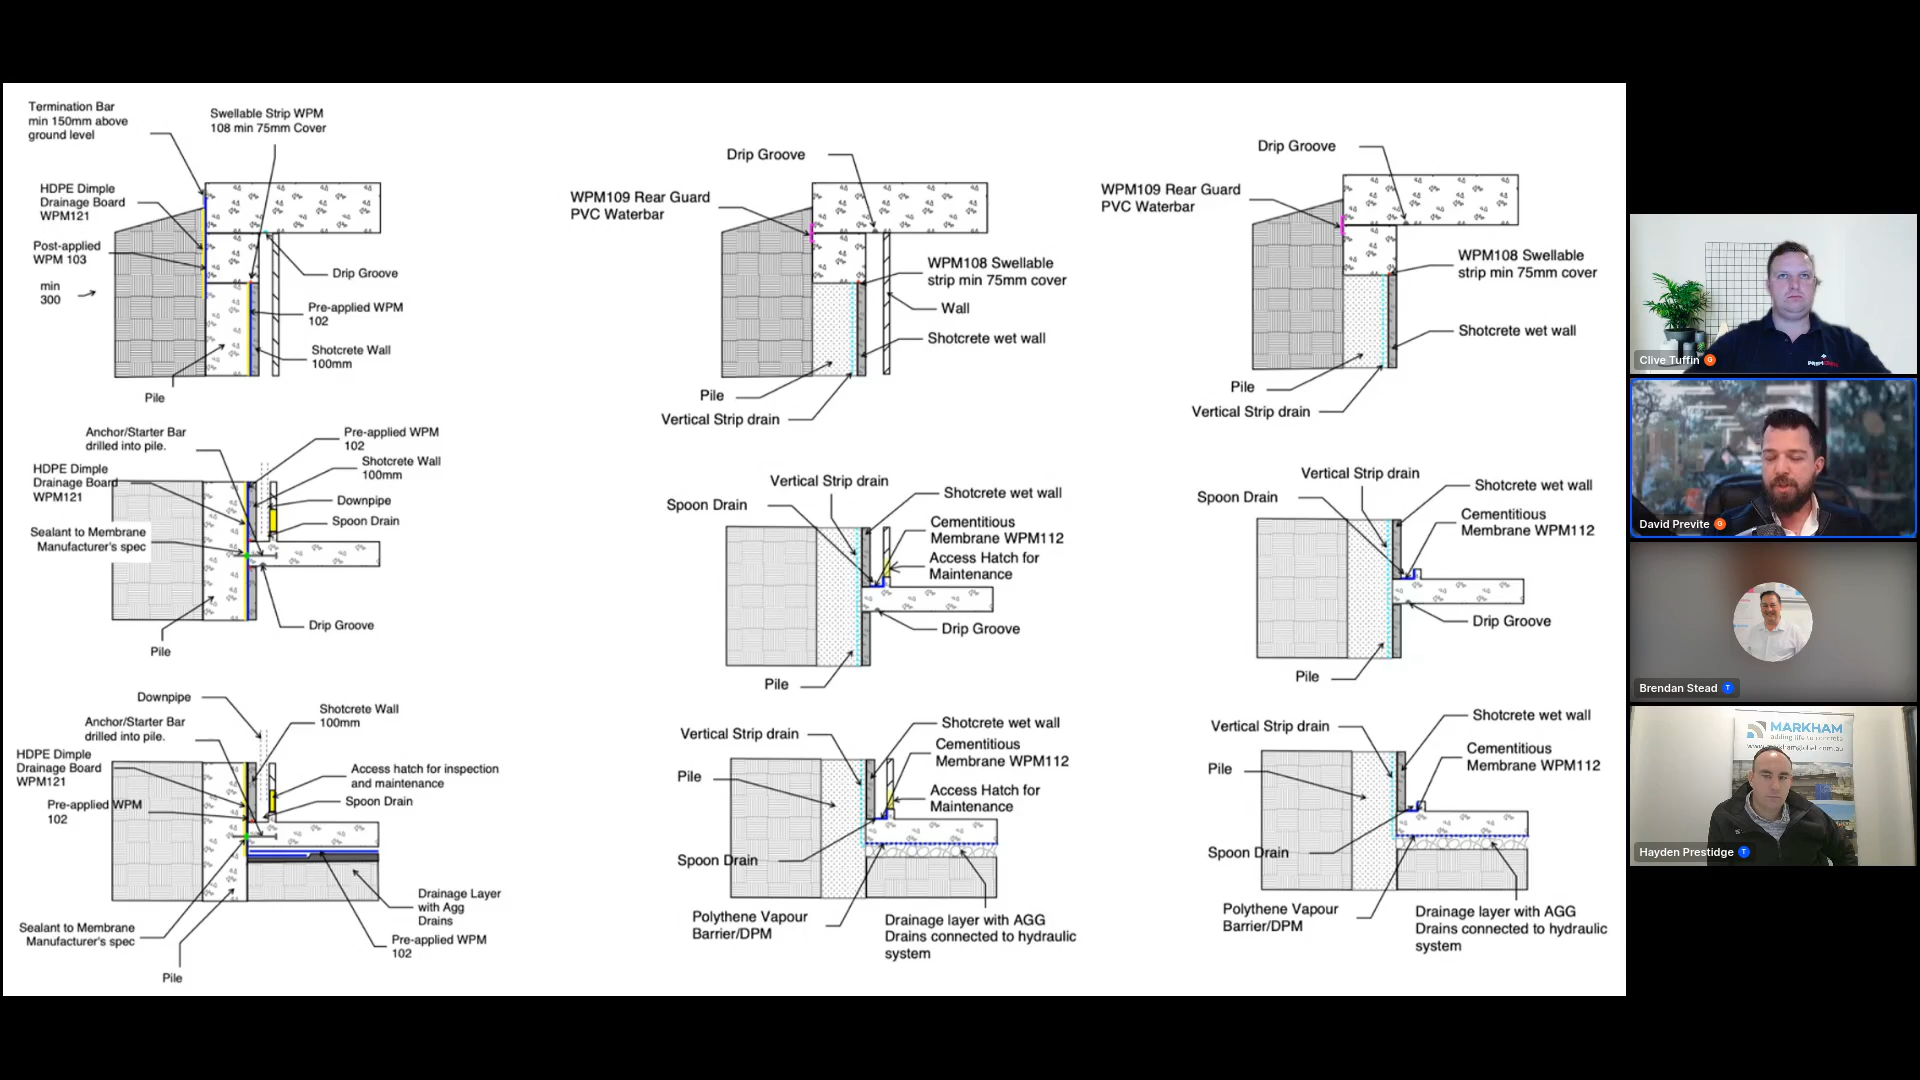 Termination Bar
min 150mm above
ground level
Swellable Strip WPM
108 min 75mm Cover
HDPE Dimple
Drainage Board
WPM121
Post-applied
WPM 103
min
300
Drip Groove
Pre-applied WPM
102
Shotcrete Wall
100mm
Pile
Drip Groove
WPM109 Rear Guard
PVC Waterbar
WPM108 Swellable
strip min 75mm cover
Wall
Shotcrete wet wall
Pile
Vertical Strip drain
Drip Groove
WPM109 Rear Guard
PVC Waterbar
WPM108 Swellable
strip min 75mm cover
Shotcrete wet wall
Pile
Vertical Strip drain
Anchor/Starter Bar
drilled into pile.
Pre-applied WPM
102
HDPE Dimple
Drainage Board
WPM121
Shotcrete Wall
100mm
Downpipe
Spoon Drain
Sealant to Membrane
Manufacturer's spec
Drip Groove
Pile
Vertical Strip drain
Spoon Drain
Shotcrete wet wall
Cementitious
Membrane WPM112
Access Hatch for
Maintenance
Drip Groove
Pile
Vertical Strip drain
Spoon Drain
Shotcrete wet wall
Cementitious
Membrane WPM112
Drip Groove
Pile
Downpipe
Shotcrete Wall
100mm
Anchor/Starter Bar
drilled into pile.
HDPE Dimple
Drainage Board
WPM121
Pre-applied WPM
102
Access hatch for inspection
and maintenance
Spoon Drain
Drainage Layer
with Agg
Drains
Sealant to Membrane
Manufacturer's spec
Pre-applied WPM
102
Pile
Vertical Strip drain
Shotcrete wet wall
Cementitious
Membrane WPM112
Pile
Access Hatch for
Maintenance
Spoon Drain
Polythene Vapour
Barrier/DPM
Drainage layer with AGG
Drains connected to hydraulic
system
Vertical Strip drain
Shotcrete wet wall
Cementitious
Membrane WPM112
Pile
Spoon Drain
Polythene Vapour
Barrier/DPM
Drainage layer with AGG
Drains connected to hydraulic
system
Clive Tuffin G
David Previte G
Brendan Stead T
MARKHAM
adding life to concrete
Hayden Prestidge T